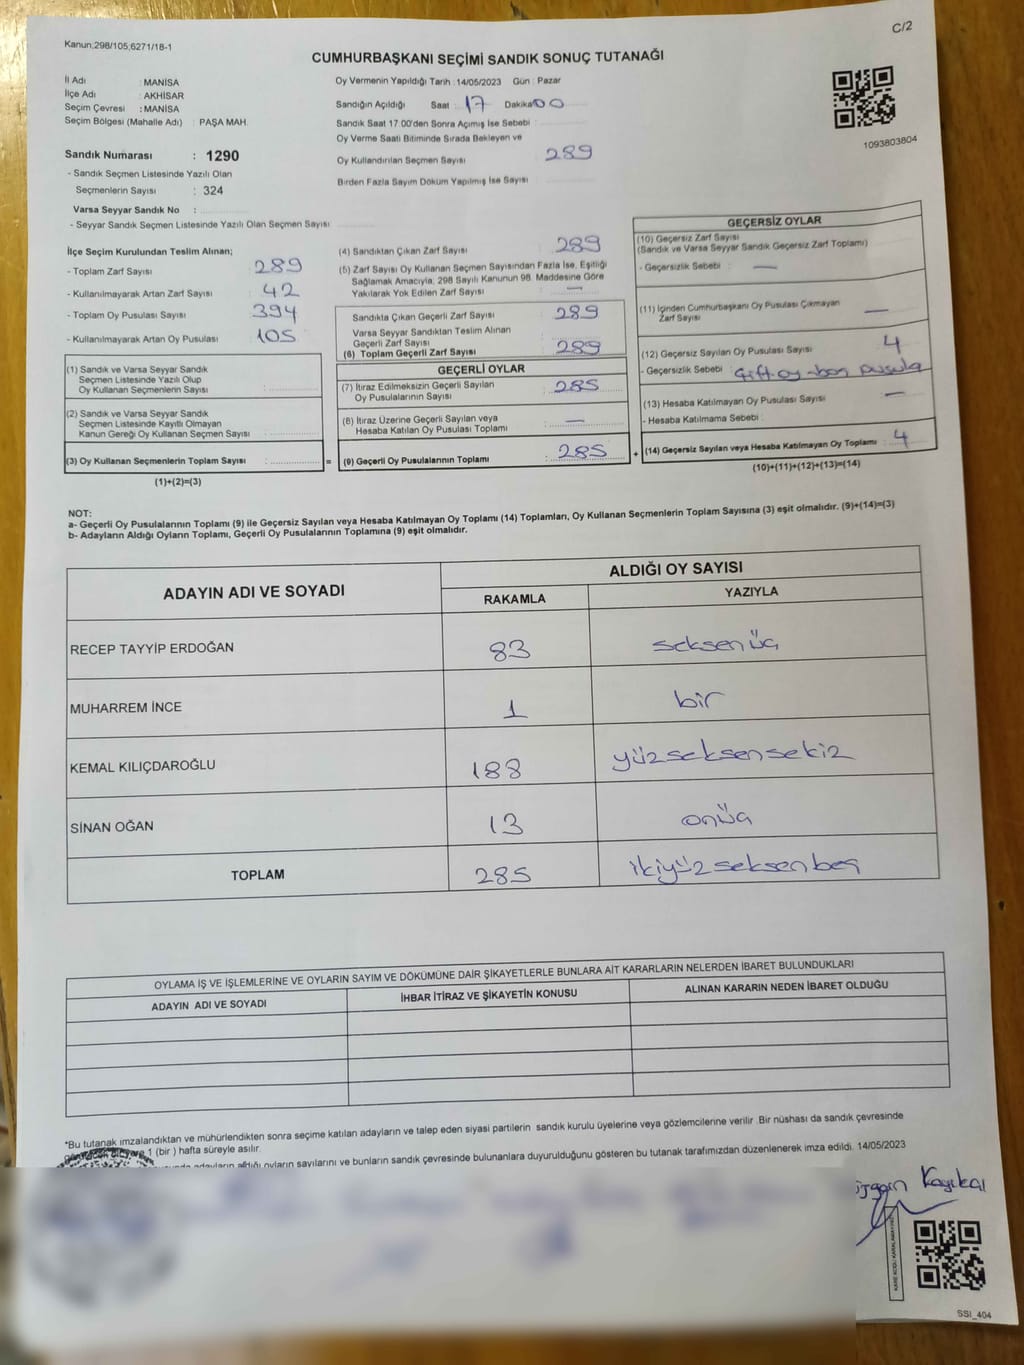 Kanun;298/105;6271/18-1
C/2
CUMHURBAŞKANI SEÇİMİ SANDIK SONUÇ TUTANAĞI
İl Adı : MANİSA
İlçe Adı : AKHİSAR
Seçim Çevresi : MANİSA
Seçim Bölgesi (Mahalle Adı) : PAŞA MAH.
Sandık Numarası : 1290
- Sandık Seçmen Listesinde Yazılı Olan
Seçmenlerin Sayısı : 324
Varsa Seyyar Sandık No :
- Seyyar Sandık Seçmen Listesinde Yazılı Olan Seçmen Sayısı
Oy Vermenin Yapıldığı Tarih : 14/05/2023 Gün : Pazar
Sandığın Açıldığı Saat : 17 Dakika 00
Sandık Saat 17.00'den Sonra Açımış İse Sebebi :
Oy Verme Saati Bitiminde Sırada Bekleyen ve
Oy Kullandırılan Seçmen Sayısı : 289
Birden Fazla Sayım Döküm Yapılmış İse Sayısı :
1093803804
İlçe Seçim Kurulundan Teslim Alınan;
- Toplam Zarf Sayısı : 289
- Kullanılmayarak Artan Zarf Sayısı : 42
- Toplam Oy Pusulası Sayısı : 394
- Kullanılmayarak Artan Oy Pusulası : 105
(1) Sandık ve Varsa Seyyar Sandık
Seçmen Listesinde Yazılı Olup
Oy Kullanan Seçmenlerin Sayısı :
(2) Sandık ve Varsa Seyyar Sandık
Seçmen Listesinde Kayıtlı Olmayan
Kanun Gereği Oy Kullanan Seçmen Sayısı :
(3) Oy Kullanan Seçmenlerin Toplam Sayısı :
(1)+(2)=(3)
(4) Sandıktan Çıkan Zarf Sayısı : 289
(5) Zarf Sayısı Oy Kullanan Seçmen Sayısından Fazla İse, Eşitliği
Sağlamak Amacıyla, 298 Sayılı Kanunun 98. Maddesine Göre
Yakılarak Yok Edilen Zarf Sayısı : —
Sandıkta Çıkan Geçerli Zarf Sayısı : 289
Varsa Seyyar Sandıktan Teslim Alınan
Geçerli Zarf Sayısı :
(6) Toplam Geçerli Zarf Sayısı : 289
GEÇERLİ OYLAR
(7) İtiraz Edilmeksizin Geçerli Sayılan
Oy Pusulalarının Sayısı : 285
(8) İtiraz Üzerine Geçerli Sayılan veya
Hesaba Katılan Oy Pusulası Toplamı : —
= (9) Geçerli Oy Pusulalarının Toplamı : 285
GEÇERSİZ OYLAR
(10) Geçersiz Zarf Sayısı
(Sandık ve Varsa Seyyar Sandık Geçersiz Zarf Toplamı)
- Geçersizlik Sebebi : —
(11) İçinden Cumhurbaşkanı Oy Pusulası Çıkmayan
Zarf Sayısı : —
(12) Geçersiz Sayılan Oy Pusulası Sayısı : 4
- Geçersizlik Sebebi : Çift oy - boş pusula
(13) Hesaba Katılmayan Oy Pusulası Sayısı : —
- Hesaba Katılmama Sebebi :
+ (14) Geçersiz Sayılan veya Hesaba Katılmayan Oy Toplamı : 4
(10)+(11)+(12)+(13)=(14)
NOT:
a- Geçerli Oy Pusulalarının Toplamı (9) ile Geçersiz Sayılan veya Hesaba Katılmayan Oy Toplamı (14) Toplamları, Oy Kullanan Seçmenlerin Toplam Sayısına (3) eşit olmalıdır. (9)+(14)=(3)
b- Adayların Aldığı Oyların Toplamı, Geçerli Oy Pusulalarının Toplamına (9) eşit olmalıdır.
ADAYIN ADI VE SOYADI
ALDIĞI OY SAYISI
RAKAMLA YAZIYLA
RECEP TAYYİP ERDOĞAN 83 seksenüç
MUHARREM İNCE 1 bir
KEMAL KILIÇDAROĞLU 188 yüzseksensekiz
SİNAN OĞAN 13 onüç
TOPLAM 285 ikiyüzseksenbeş
OYLAMA İŞ VE İŞLEMLERİNE VE OYLARIN SAYIM VE DÖKÜMÜNE DAİR ŞİKAYETLERLE BUNLARA AİT KARARLARIN NELERDEN İBARET BULUNDUKLARI
ADAYIN ADI VE SOYADI İHBAR İTİRAZ VE ŞİKAYETİN KONUSU ALINAN KARARIN NEDEN İBARET OLDUĞU
*Bu tutanak imzalandıktan ve mühürlendikten sonra seçime katılan adayların ve talep eden siyasi partilerin sandık kurulu üyelerine veya gözlemcilerine verilir .Bir nüshası da sandık çevresinde
1 (bir ) hafta süreyle asılır.
adayların aldığı oyların sayılarını ve bunların sandık çevresinde bulunanlara duyurulduğunu gösteren bu tutanak tarafımızdan düzenlenerek imza edildi. 14/05/2023
SSI_404